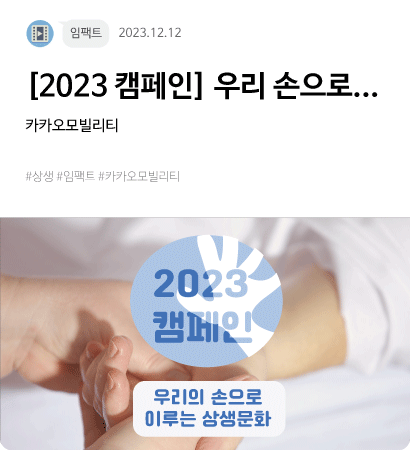 임팩트 2023.12.12
[2023 캠페인] 우리 손으로...
카카오모빌리티
#상생 #임팩트 #카카오모빌리티
2023
캠페인
우리의 손으로
이루는 상생문화